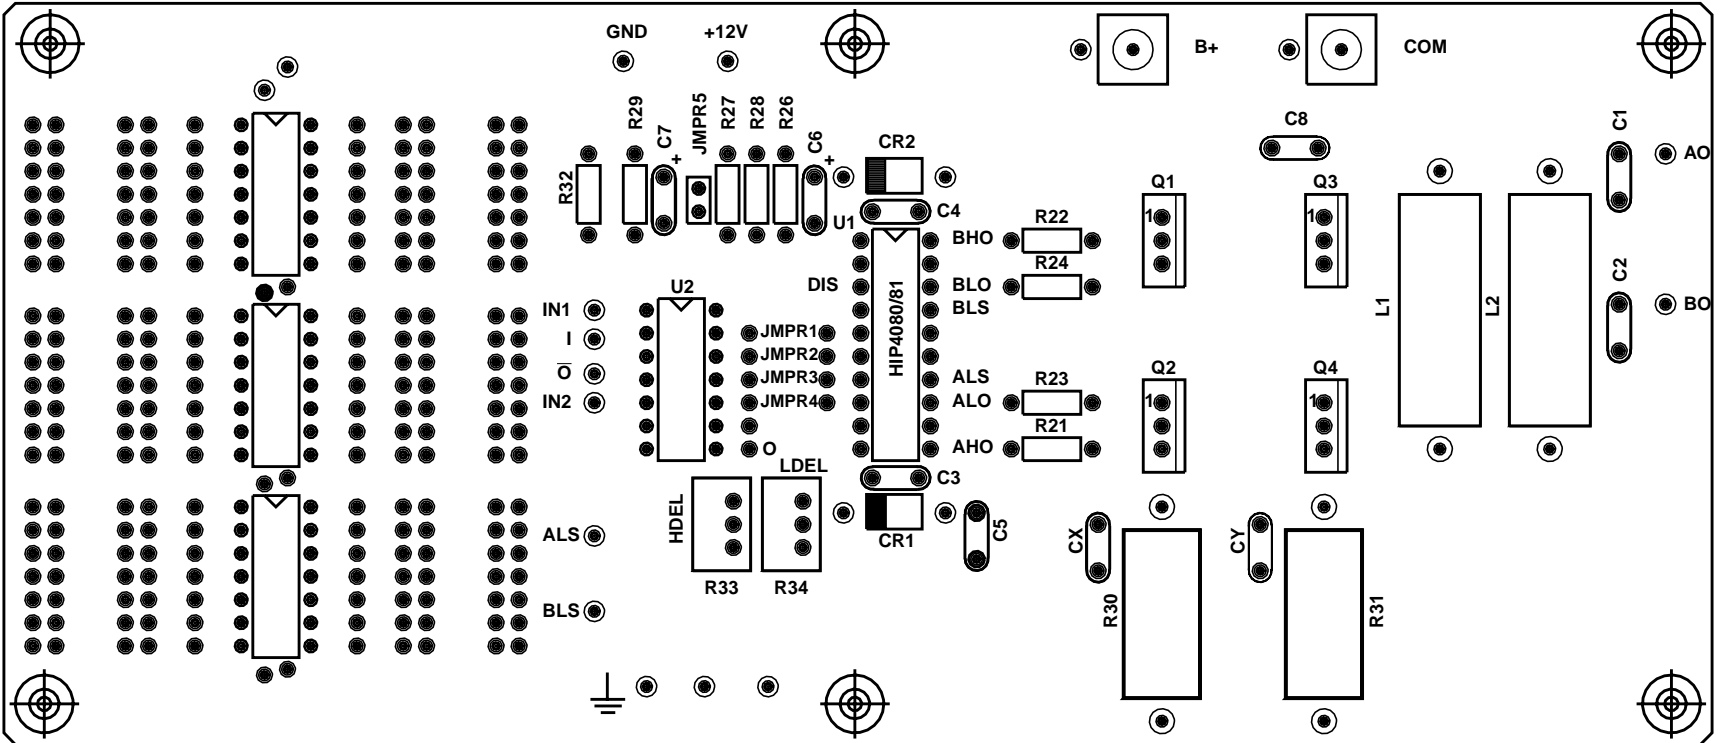 GND
+12V
B+
COM
R29
C7
+
JMPR5
R27
R28
R26
C6
+
CR2
C8
C1
AO
R32
U1
C4
Q1
1
Q3
1
R22
BHO
R24
DIS
BLO
BLS
U2
L1
L2
C2
BO
IN1
I
O
IN2
JMPR1
JMPR2
JMPR3
JMPR4
HIP4080/81
ALS
ALO
R23
R21
AHO
Q2
1
Q4
1
O
LDEL
C3
HDEL
CR1
C5
CX
CY
ALS
R33
R34
BLS
R30
R31